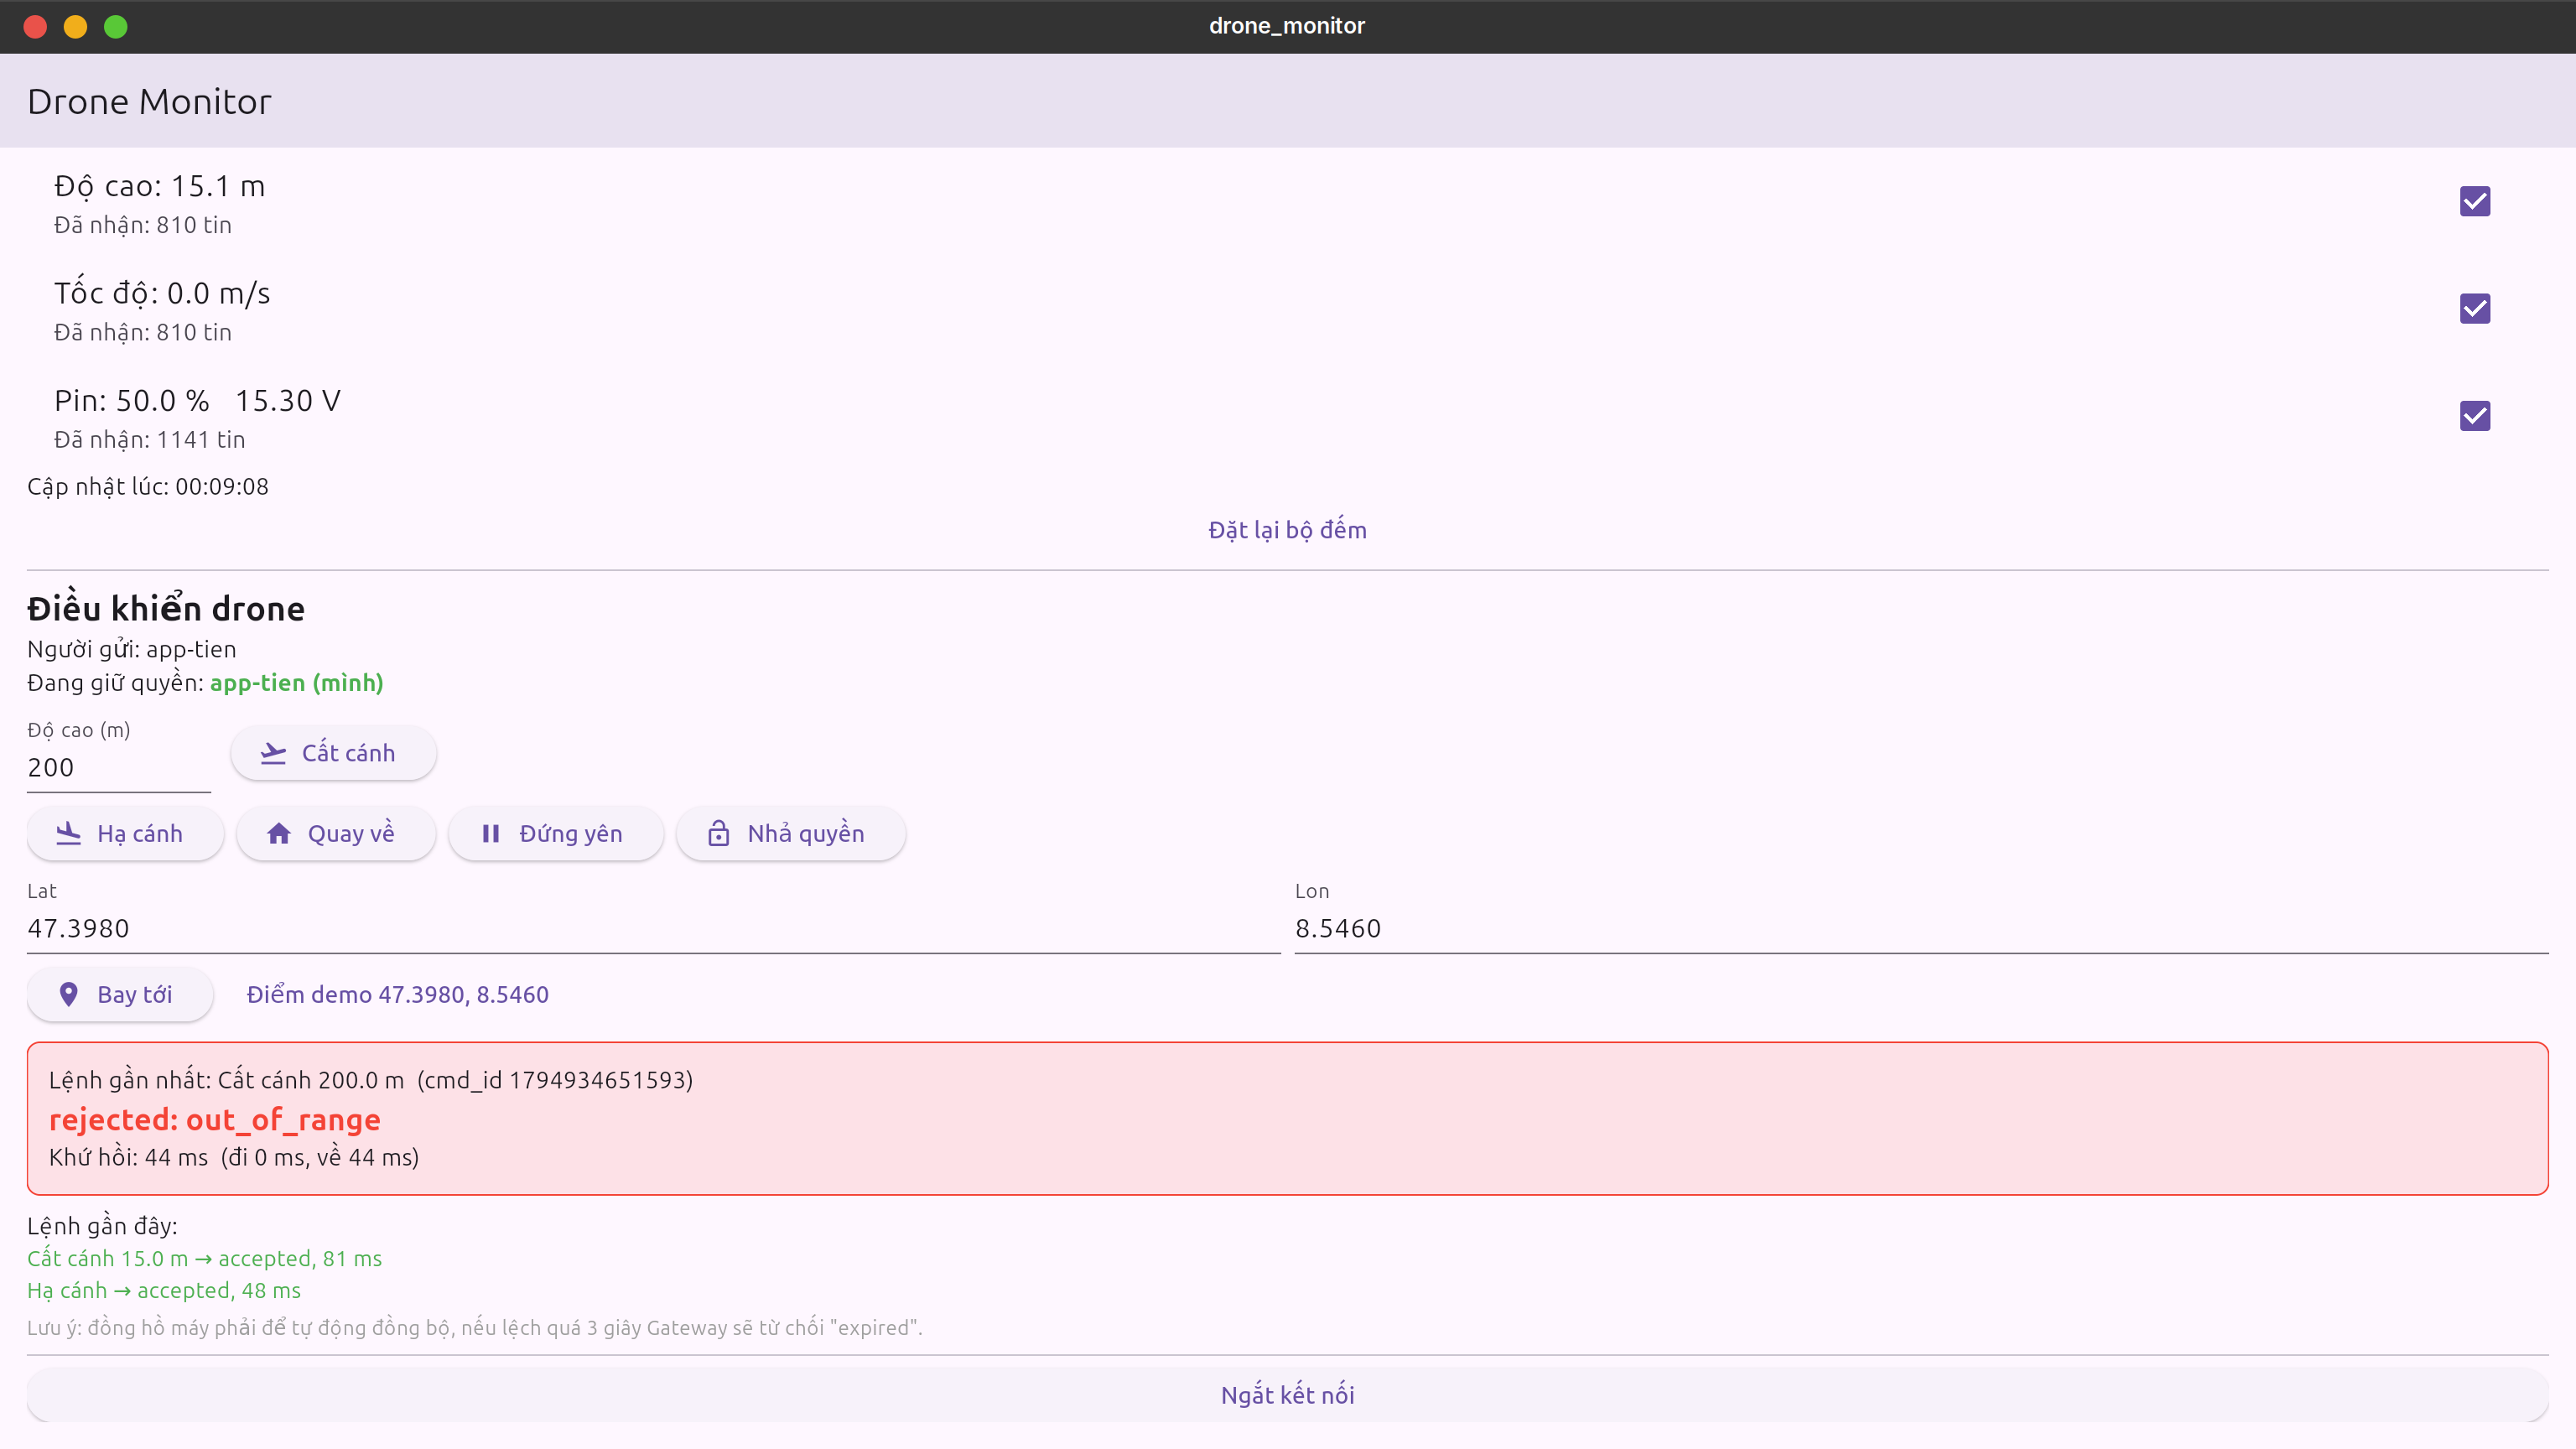 drone_monitor
Drone Monitor
Độ cao: 15.1 m
Đã nhận: 810 tin
Tốc độ: 0.0 m/s
Đã nhận: 810 tin
Pin: 50.0 %   15.30 V
Đã nhận: 1141 tin
Cập nhật lúc: 00:09:08
Đặt lại bộ đếm
Điều khiển drone
Người gửi: app-tien
Đang giữ quyền: app-tien (mình)
Độ cao (m)
200
Cất cánh
Hạ cánh   Quay về   Đứng yên   Nhả quyền
Lat   Lon
47.3980   8.5460
Bay tới   Điểm demo 47.3980, 8.5460
Lệnh gần nhất: Cất cánh 200.0 m  (cmd_id 1794934651593)
rejected: out_of_range
Khứ hồi: 44 ms  (đi 0 ms, về 44 ms)
Lệnh gần đây:
Cất cánh 15.0 m → accepted, 81 ms
Hạ cánh → accepted, 48 ms
Lưu ý: đồng hồ máy phải để tự động đồng bộ, nếu lệch quá 3 giây Gateway sẽ từ chối "expired".
Ngắt kết nối